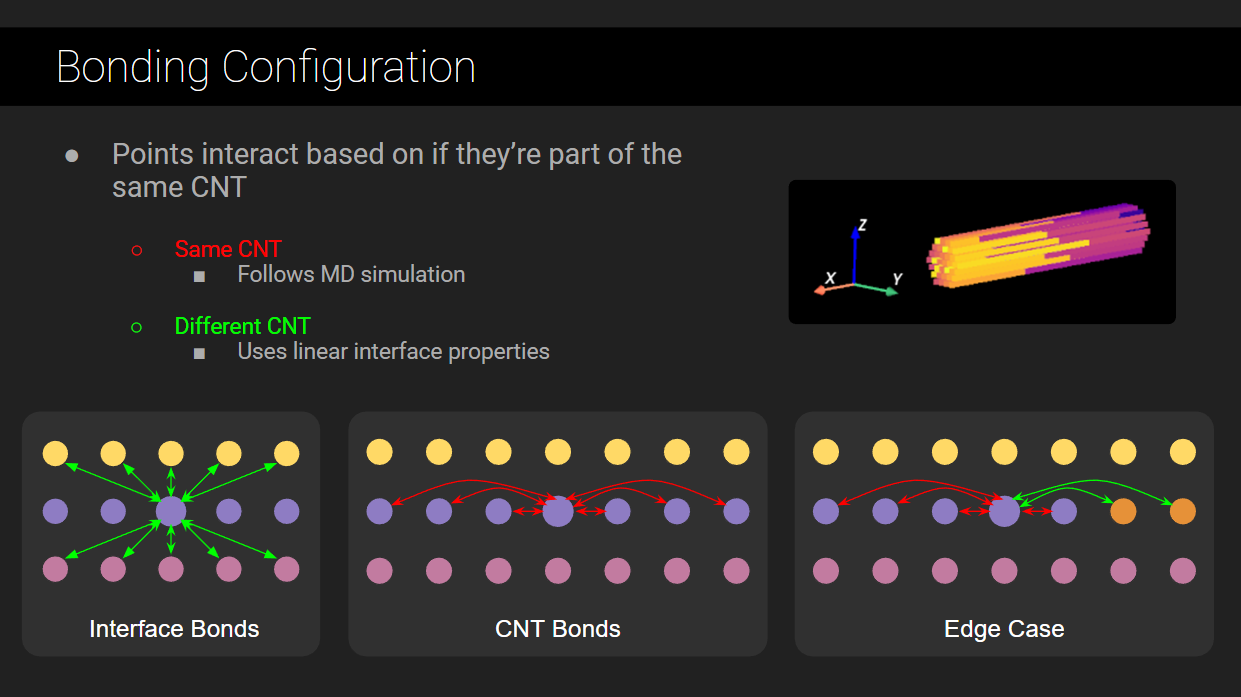 Bonding Configuration
● Points interact based on if they’re part of the
same CNT
○ Same CNT
■ Follows MD simulation
○ Different CNT
■ Uses linear interface properties
Z
X
Y
Interface Bonds
CNT Bonds
Edge Case